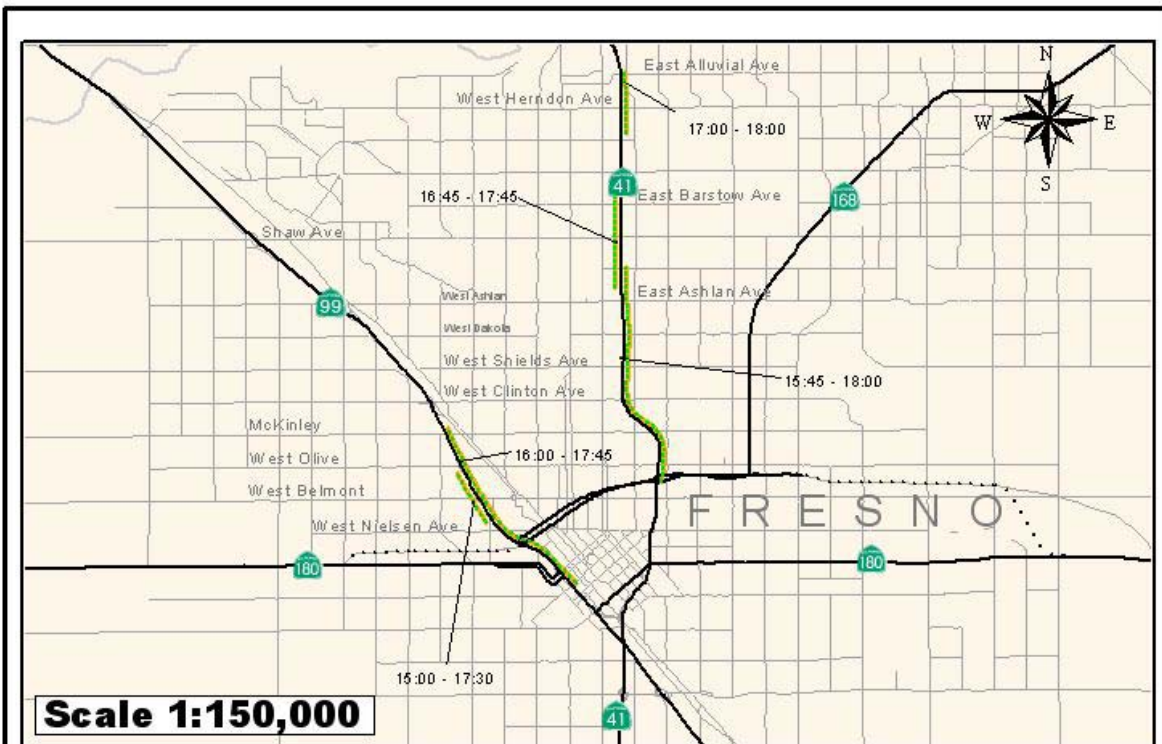 East Alluvial Ave
N
West Herndon Ave
W
E
17:00 - 18:00
S
41
16:45 - 17:45
East Barstow Ave
168
Shaw Ave
West Ashlan
East Ashlan Ave
99
West Dakota
West Shields Ave
15:45 - 18:00
West Clinton Ave
McKinley
West Olive
16:00 - 17:45
West Belmont
FRESNO
West Nielsen Ave
180
180
15:00 - 17:30
Scale 1:150,000
41